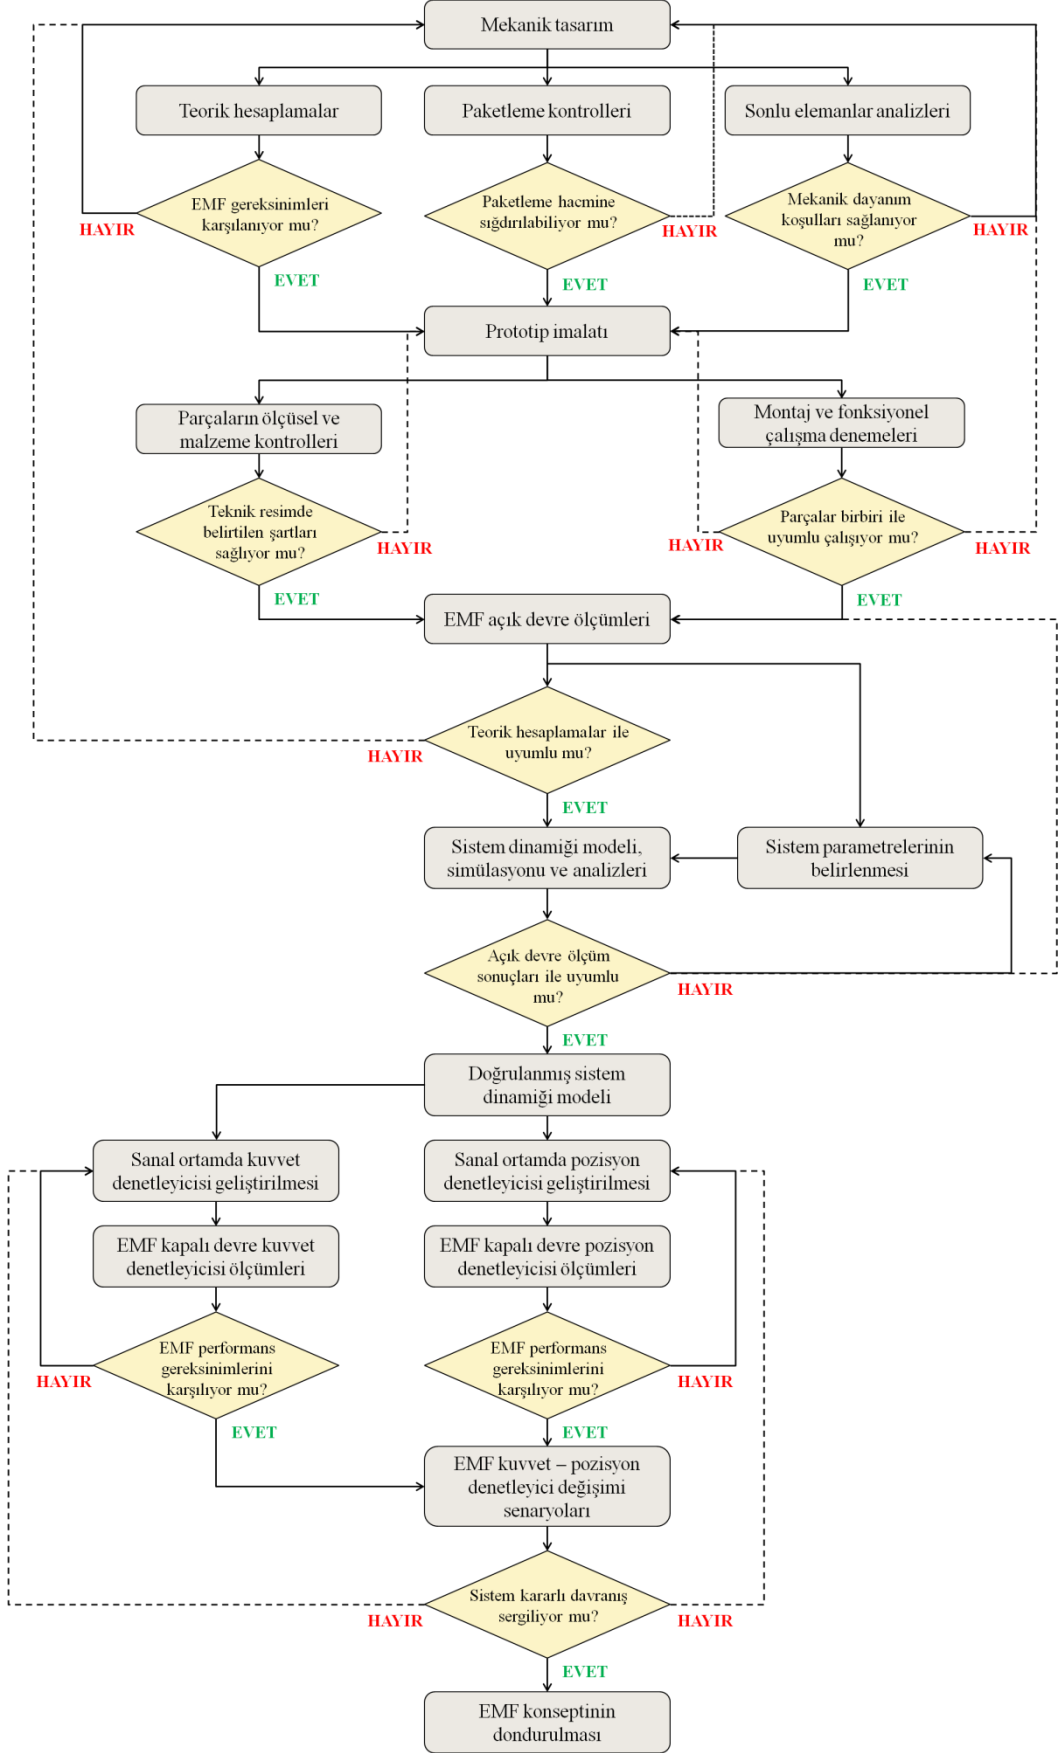 Mekanik tasarım
Teorik hesaplamalar
Paketleme kontrolleri
Sonlu elemanlar analizleri
EMF gereksinimleri
karşılanıyor mu?
Paketleme hacmine
sığdırılabiliyor mu?
Mekanik dayanım
koşulları sağlanıyor
mu?
HAYIR
HAYIR
HAYIR
EVET
EVET
EVET
Prototip imalatı
Parçaların ölçüsel ve
malzeme kontrolleri
Montaj ve fonksiyonel
çalışma denemeleri
Teknik resimde
belirtilen şartları
sağlıyor mu?
Parçalar birbiri ile
uyumlu çalışıyor mu?
HAYIR
HAYIR
HAYIR
EVET
EVET
EMF açık devre ölçümleri
Teorik hesaplamalar ile
uyumlu mu?
HAYIR
EVET
Sistem dinamiği modeli,
simülasyonu ve analizleri
Sistem parametrelerinin
belirlenmesi
Açık devre ölçüm
sonuçları ile uyumlu
mu?
HAYIR
EVET
Doğrulanmış sistem
dinamiği modeli
Sanal ortamda kuvvet
denetleyicisi geliştirilmesi
Sanal ortamda pozisyon
denetleyicisi geliştirilmesi
EMF kapalı devre kuvvet
denetleyicisi ölçümleri
EMF kapalı devre pozisyon
denetleyicisi ölçümleri
EMF performans
gereksinimlerini
karşılıyor mu?
EMF performans
gereksinimlerini
karşılıyor mu?
HAYIR
HAYIR
EVET
EVET
EMF kuvvet – pozisyon
denetleyici değişimi
senaryoları
Sistem kararlı davranış
sergiliyor mu?
HAYIR
HAYIR
EVET
EMF konseptinin
dondurulması